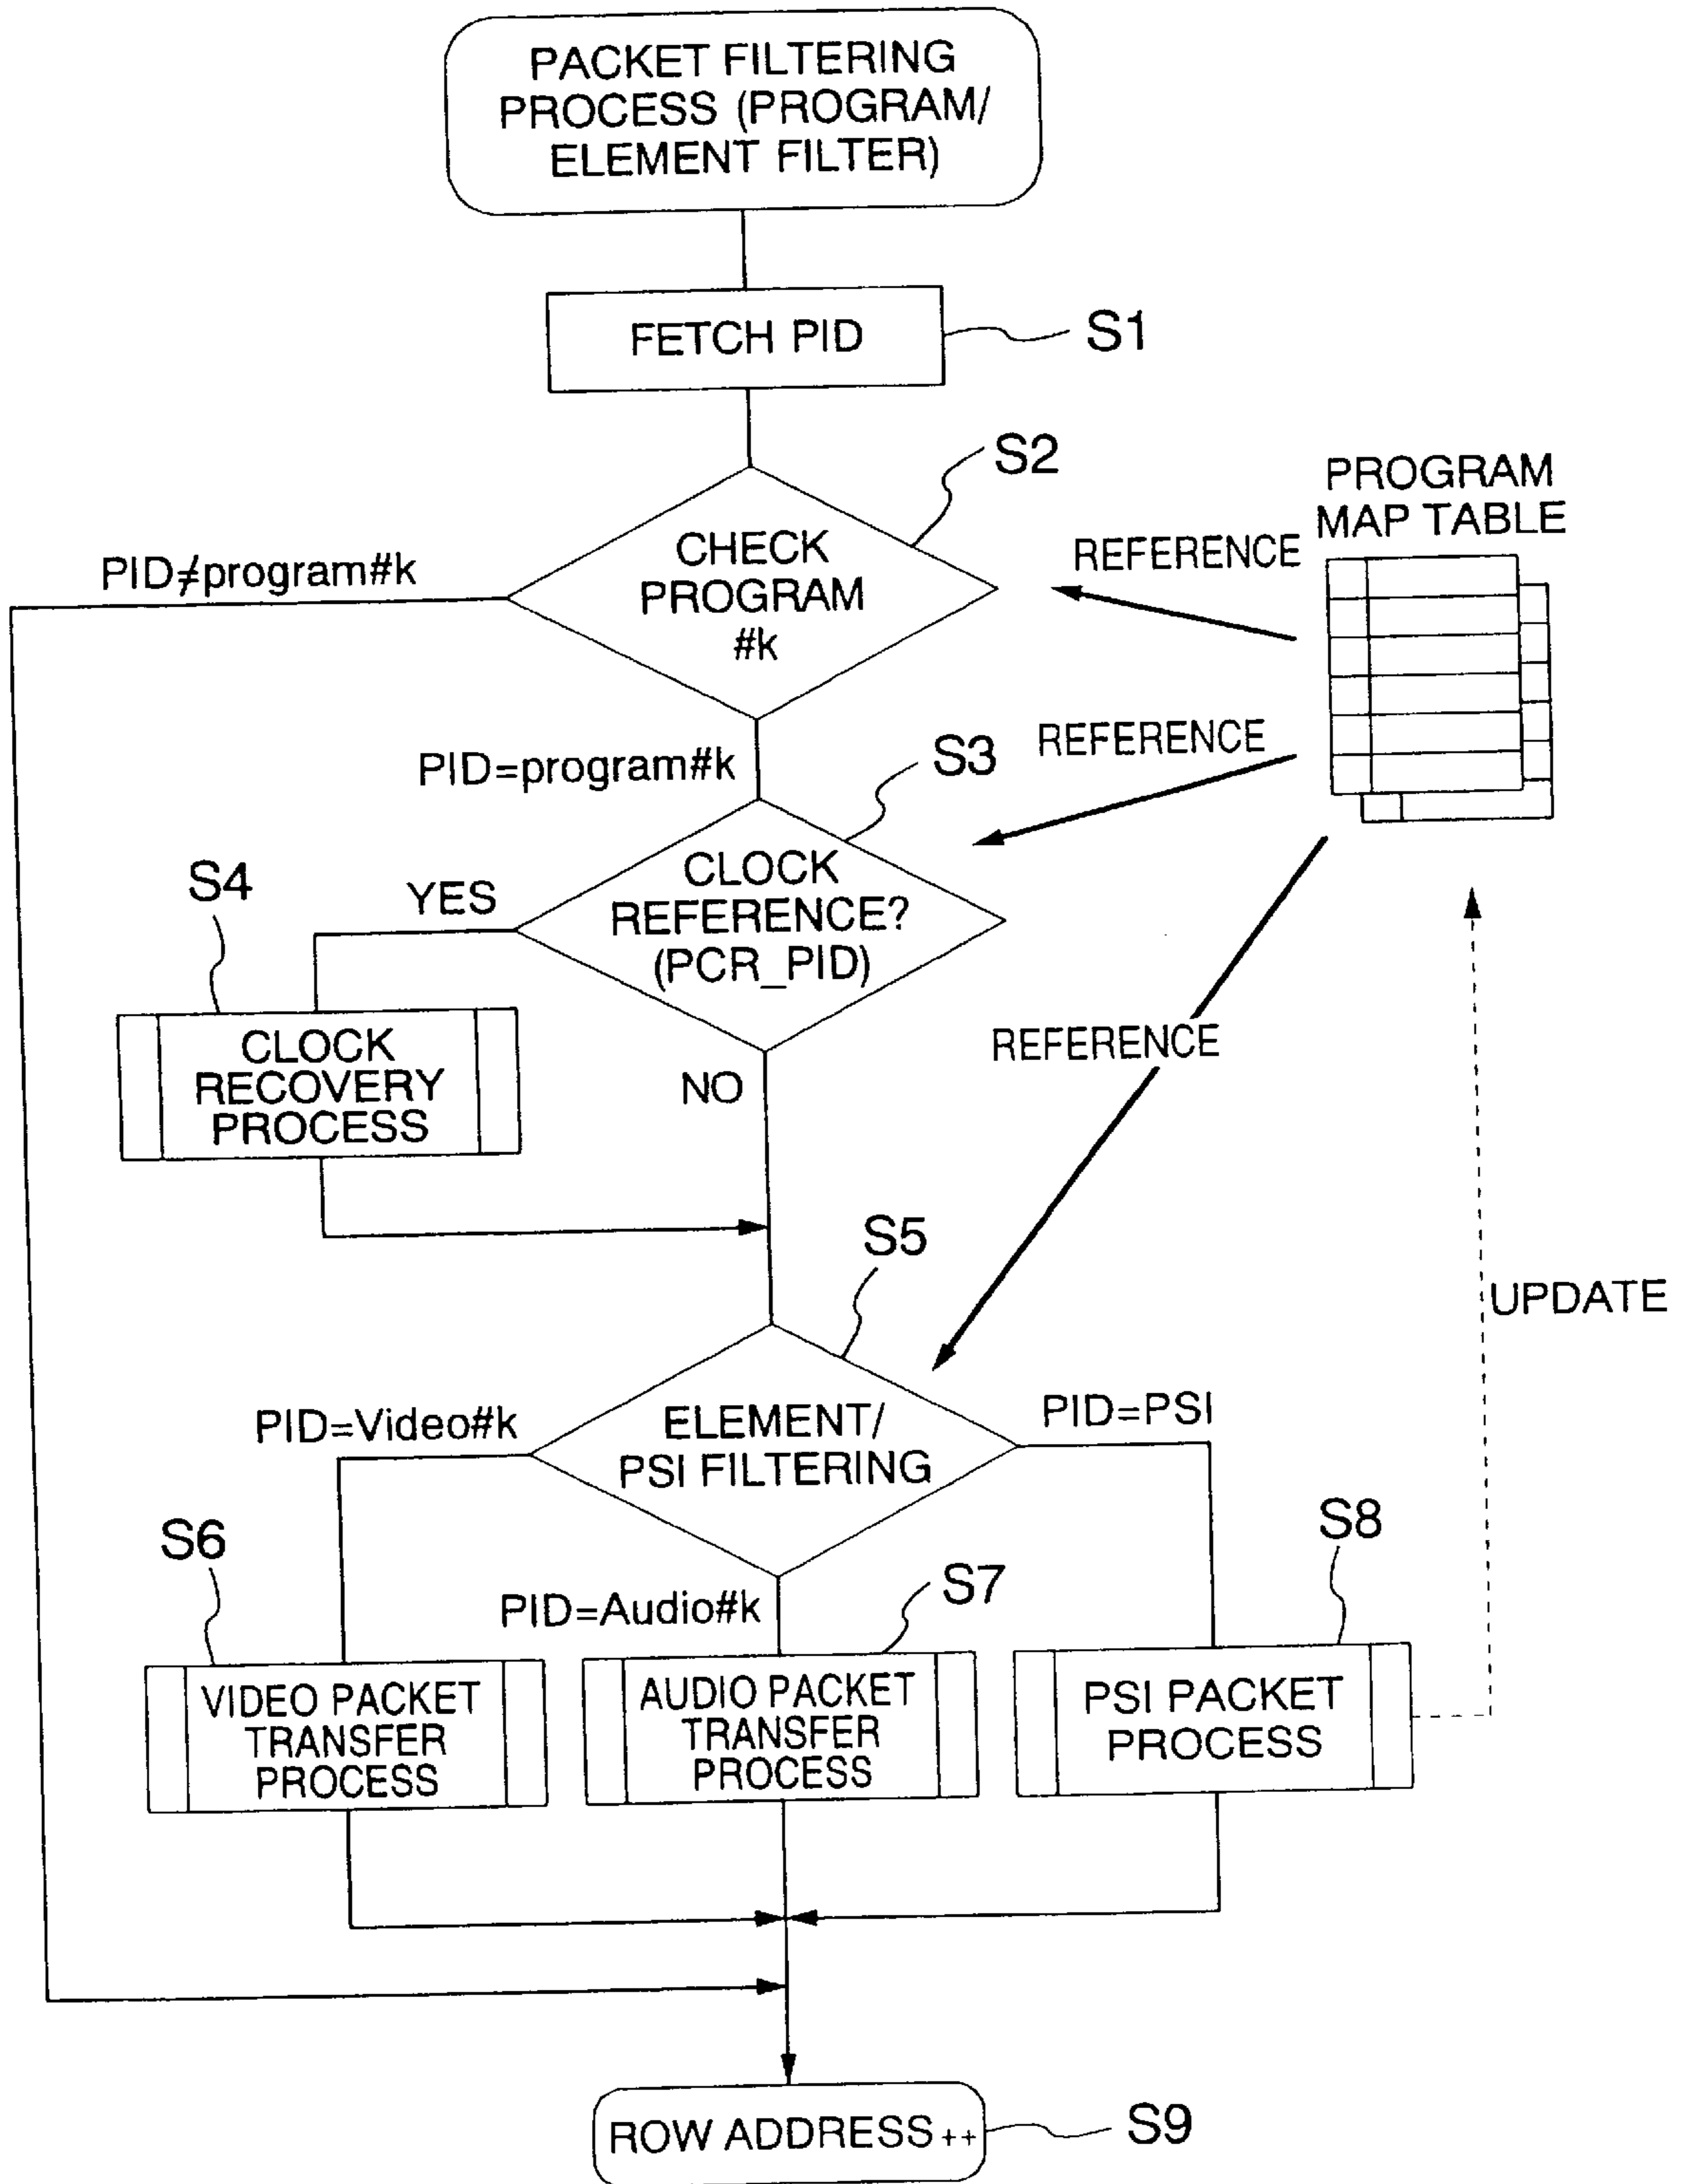 PACKET FILTERING
PROCESS (PROGRAM/
ELEMENT FILTER)
FETCH PID
S1
S2
CHECK
PROGRAM
#k
PID≠program#k
PROGRAM
MAP TABLE
REFERENCE
PID=program#k
S3
REFERENCE
CLOCK
REFERENCE?
(PCR_PID)
YES
S4
CLOCK
RECOVERY
PROCESS
NO
REFERENCE
UPDATE
S5
ELEMENT/
PSI FILTERING
PID=Video#k
PID=PSI
PID=Audio#k
S6
VIDEO PACKET
TRANSFER
PROCESS
S7
AUDIO PACKET
TRANSFER
PROCESS
S8
PSI PACKET
PROCESS
ROW ADDRESS ++
S9